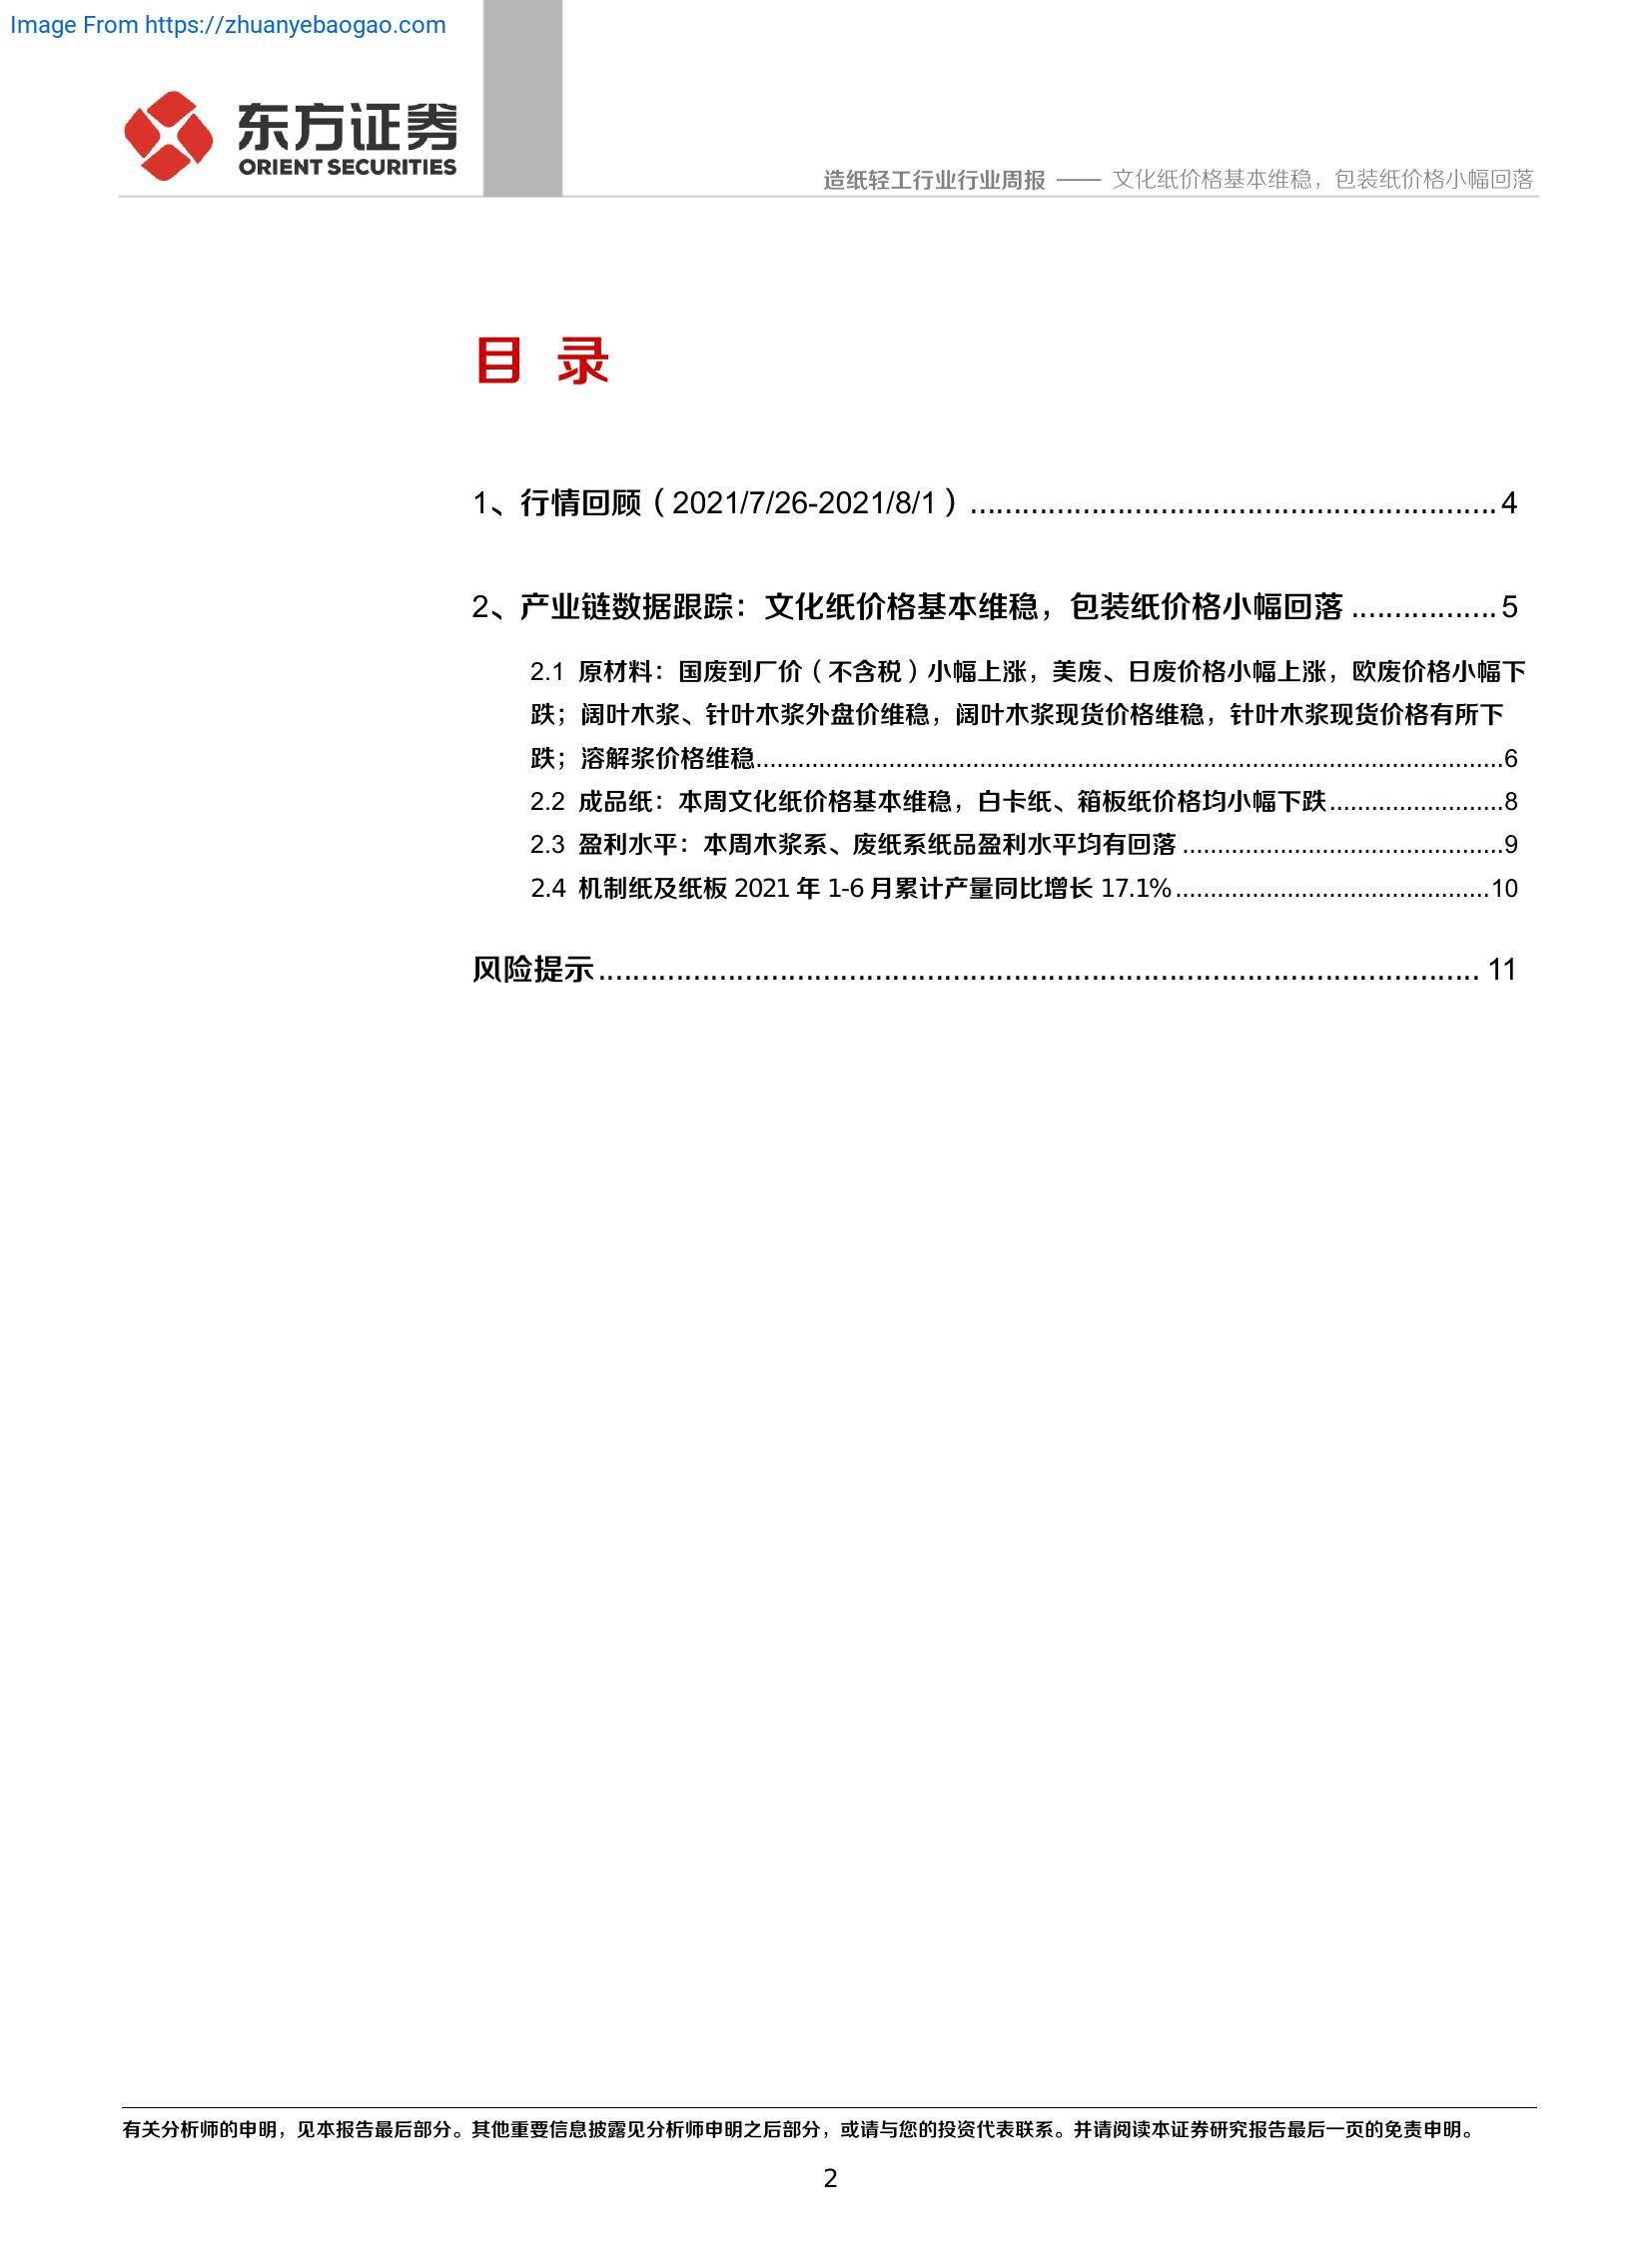 Image From https://zhuanyebaogao.com
东方证券
ORIENT SECURITIES
造纸轻工行业行业周报 —— 文化纸价格基本维稳，包装纸价格小幅回落
目 录
1、行情回顾（2021/7/26-2021/8/1）............................................................. 4
2、产业链数据跟踪：文化纸价格基本维稳，包装纸价格小幅回落 ................. 5
2.1 原材料：国废到厂价（不含税）小幅上涨，美废、日废价格小幅上涨，欧废价格小幅下
跌；阔叶木浆、针叶木浆外盘价维稳，阔叶木浆现货价格维稳，针叶木浆现货价格有所下
跌；溶解浆价格维稳...........................................................................................................6
2.2 成品纸：本周文化纸价格基本维稳，白卡纸、箱板纸价格均小幅下跌.........................8
2.3 盈利水平：本周木浆系、废纸系纸品盈利水平均有回落 ..............................................9
2.4 机制纸及纸板 2021 年 1-6 月累计产量同比增长 17.1%.............................................10
风险提示....................................................................................................... 11
有关分析师的申明，见本报告最后部分。其他重要信息披露见分析师申明之后部分，或请与您的投资代表联系。并请阅读本证券研究报告最后一页的免责申明。
2